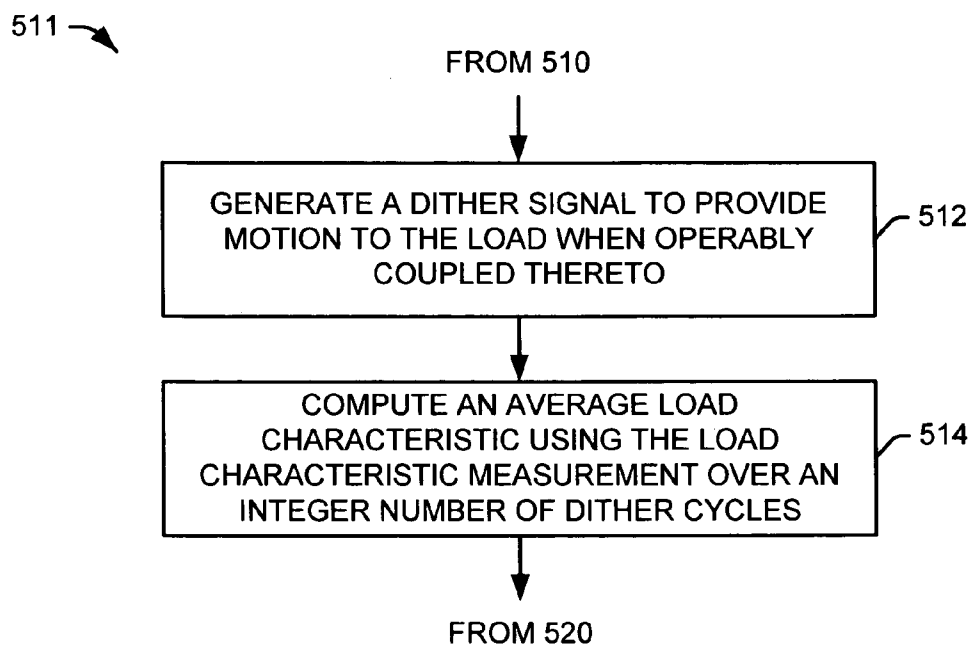 511
FROM 510
GENERATE A DITHER SIGNAL TO PROVIDE
MOTION TO THE LOAD WHEN OPERABLY
COUPLED THERETO
512
COMPUTE AN AVERAGE LOAD
CHARACTERISTIC USING THE LOAD
CHARACTERISTIC MEASUREMENT OVER AN
INTEGER NUMBER OF DITHER CYCLES
514
FROM 520